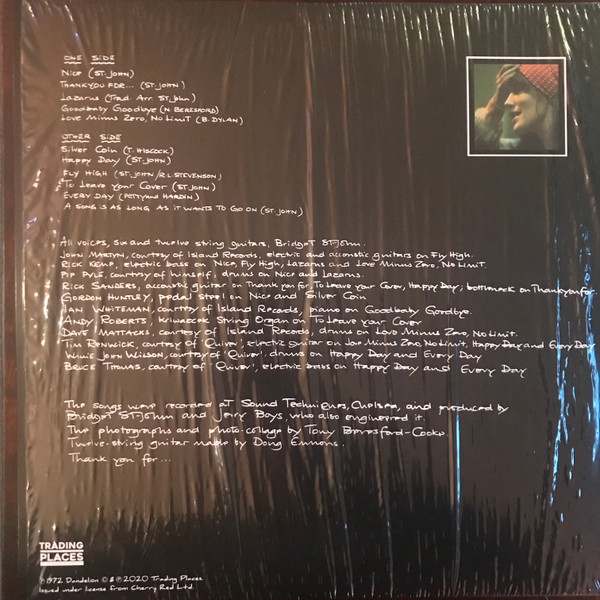 ONE SIDE
Nice (ST. JOHN)
THANKYOU FOR... (ST. JOHN)
Lazarus (Trad. Arr. St. John)
Goodbaby Goodbye (N. BERESFORD)
Love Minus Zero, No Limit (B. DYLAN)
OTHER SIDE
Silver Coin (T. HISCOCK)
Happy Day (ST. JOHN)
FLY HIGH (ST. JOHN / R.L STEVENSON)
To Leave Your Cover (ST. JOHN)
EVERY DAY (PETTY AND HARDIN)
A SONG IS AS LONG AS IT WANTS TO GO ON (ST. JOHN)
All voices, six and twelve string guitars, Bridget St. John.
JOHN MARTYN, courtesy of Island Records, electric and acoustic guitars on Fly High.
RICK KEMP, electric bass on Nice, Fly High, Lazarus and Love Minus Zero, No Limit.
PIP PYLE, courtesy of himself, drums on Nice and Lazarus.
RICK SANDERS, acoustic guitar on Thankyou for, To Leave Your Cover, Happy Day; bottleneck on Thankyou for.
GORDON HUNTLEY, pedal steel on Nice and Silver Coin
IAN WHITEMAN, courtesy of Island Records, piano on Goodbaby Goodbye.
ANDY ROBERTS, Kriwaczek String Organ on To Leave Your Cover
DAVE MATTACKS, courtesy of Island Records, drums on Love Minus Zero, No Limit.
TIM RENWICK, courtesy of 'Quiver', electric guitar on Love Minus Zero, No Limit, Happy Day and Every Day
WILLIE JOHN WILSON, courtesy of 'Quiver', drums on Happy Day and Every Day
BRUCE THOMAS, courtesy of 'Quiver', electric bass on Happy Day and Every Day
The songs were recorded at Sound Techniques, Chelsea, and produced by
Bridget St. John and Jerry Boys, who also engineered it.
The photographs and photo-collage by Tony Beresford-Cooke.
Twelve-string guitar made by Doug Emmons.
Thank you for...
TRADING
PLACES
℗1972 Dandelion © & ℗2020 Trading Places
Issued under license from Cherry Red Ltd.